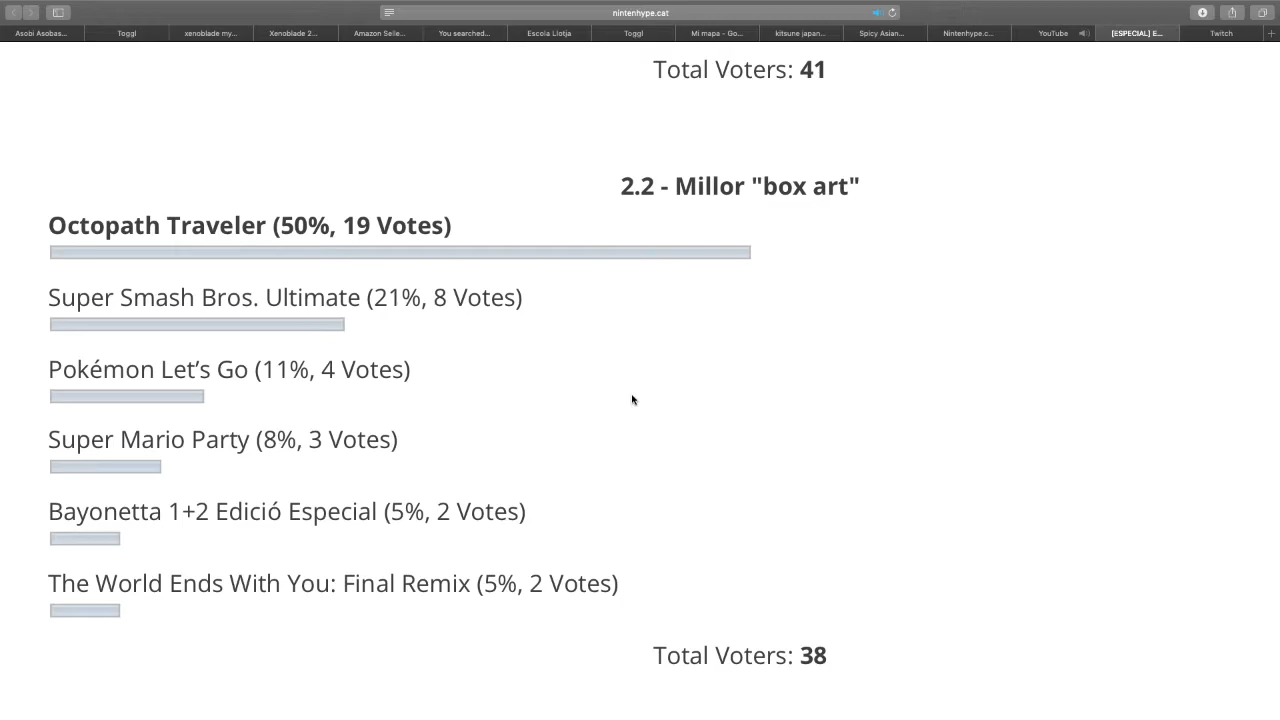 nintenhype.cat
Asobi Asobas...
Toggl
xenoblade my...
Xenoblade 2...
Amazon Selle...
You searched...
Escola Llotja
Toggl
Mi mapa - Go...
kitsune japan...
Spicy Asian...
Nintenhype.c...
YouTube
[ESPECIAL] E...
Twitch
Total Voters: 41
2.2 - Millor "box art"
Octopath Traveler (50%, 19 Votes)
Super Smash Bros. Ultimate (21%, 8 Votes)
Pokémon Let’s Go (11%, 4 Votes)
Super Mario Party (8%, 3 Votes)
Bayonetta 1+2 Edició Especial (5%, 2 Votes)
The World Ends With You: Final Remix (5%, 2 Votes)
Total Voters: 38